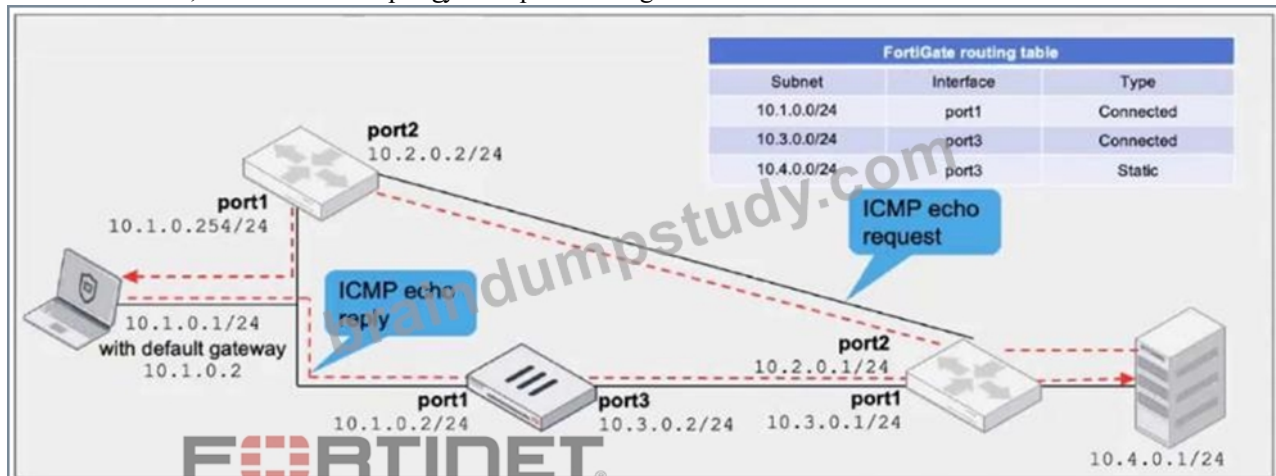 FortiGate routing table
Subnet Interface Type
10.1.0.0/24 port1 Connected
10.3.0.0/24 port3 Connected
10.4.0.0/24 port3 Static
port2
10.2.0.2/24
port1
10.1.0.254/24
ICMP echo
request
ICMP echo
reply
10.1.0.1/24
with default gateway
10.1.0.2
port2
10.2.0.1/24
port1
10.1.0.2/24
port3
10.3.0.2/24
port1
10.3.0.1/24
10.4.0.1/24
braindumpstudy.com
FORTINET®